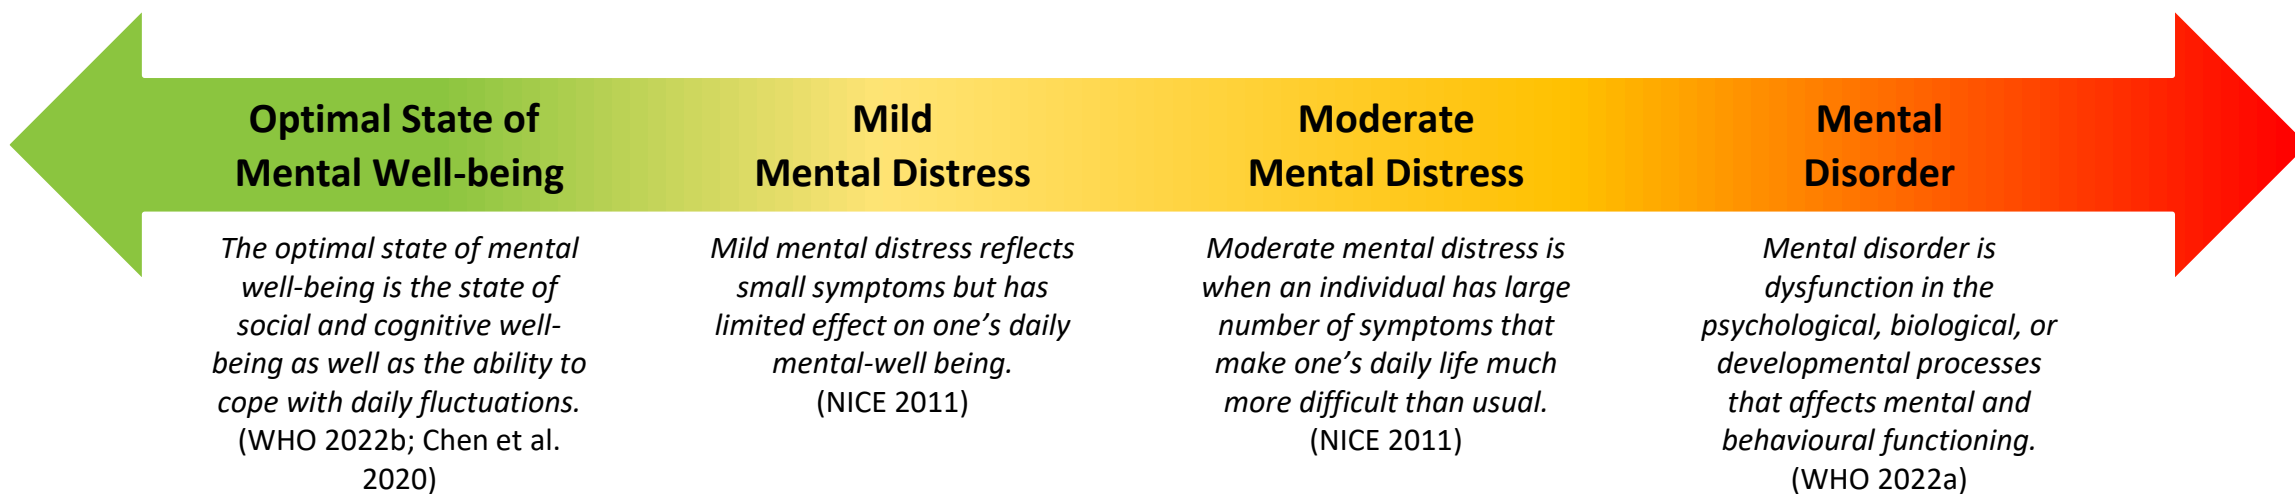 Optimal State of
Mental Well-being
Mild
Mental Distress
Moderate
Mental Distress
Mental
Disorder
The optimal state of mental
well-being is the state of
social and cognitive well-
being as well as the ability to
cope with daily fluctuations.
(WHO 2022b; Chen et al.
2020)
Mild mental distress reflects
small symptoms but has
limited effect on one’s daily
mental-well being.
(NICE 2011)
Moderate mental distress is
when an individual has large
number of symptoms that
make one’s daily life much
more difficult than usual.
(NICE 2011)
Mental disorder is
dysfunction in the
psychological, biological, or
developmental processes
that affects mental and
behavioural functioning.
(WHO 2022a)